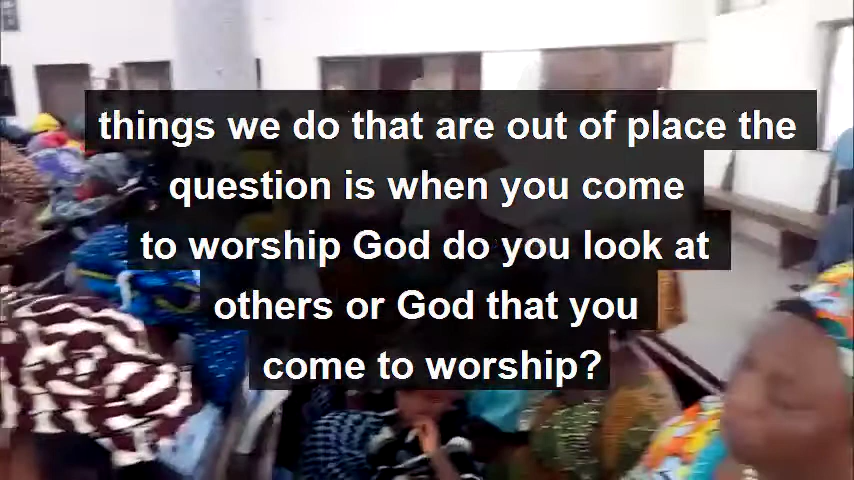 things we do that are out of place the
question is when you come
to worship God do you look at
others or God that you
come to worship?